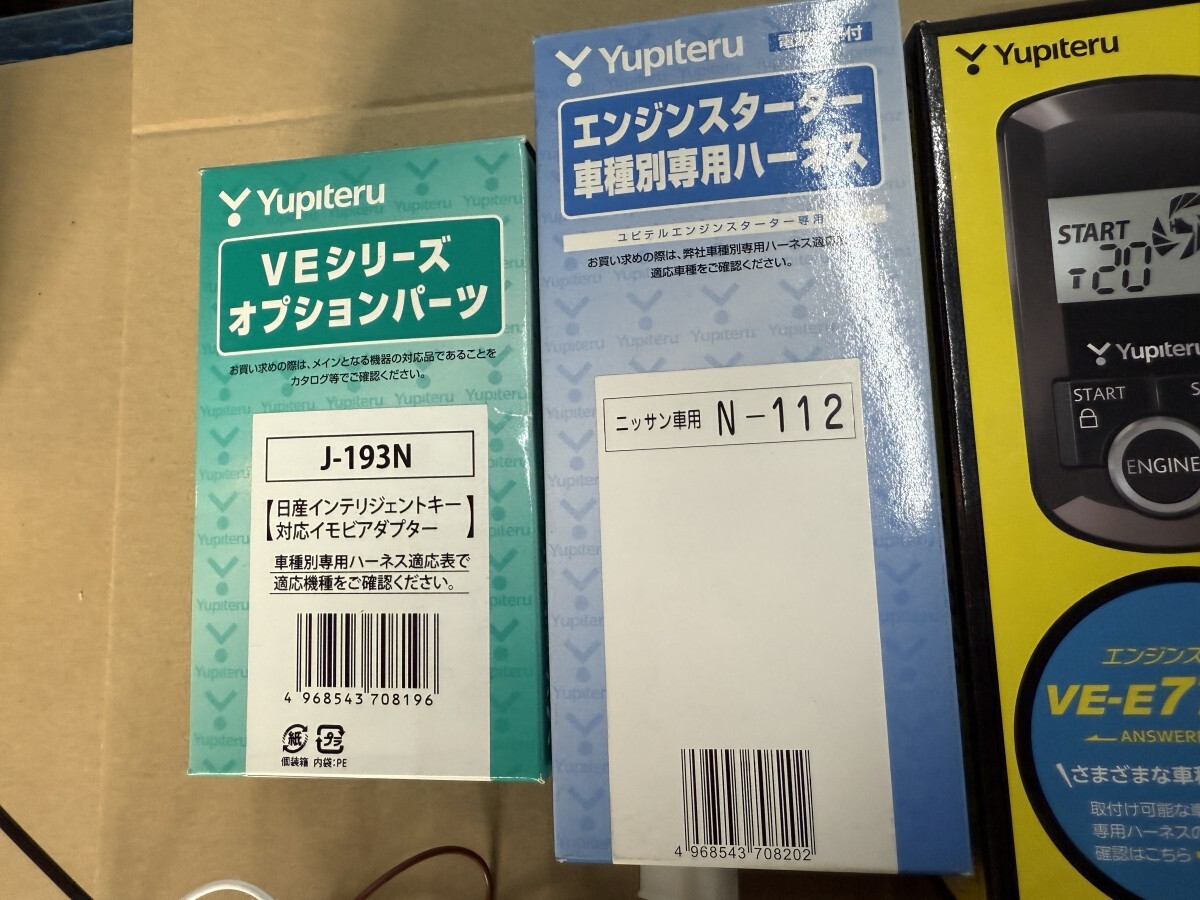 Yupiteru
VEシリーズ
オプションパーツ
お買い求めの際は、メインとなる機器の対応品であることを
カタログ等でご確認ください。
J-193N
【日産インテリジェントキー
対応イモビアダプター】
車種別専用ハーネス適応表で
適応機種をご確認ください。
4 968543 708196
紙
プラ
個装箱 内袋:PE
Yupiteru
エンジンスターター
車種別専用ハーネス
ユピテルエンジンスターター専用
お買い求めの際は、弊社車種別専用ハーネス適応
適応車種をご確認ください。
ニッサン車用 N-112
4 968543 708202
Yupiteru
START
T20
Yupiteru
START
S
ENGINE
エンジンス
VE-E7
ANSWER
さまざまな車種
取付け可能な車
専用ハーネスの
確認はこちら